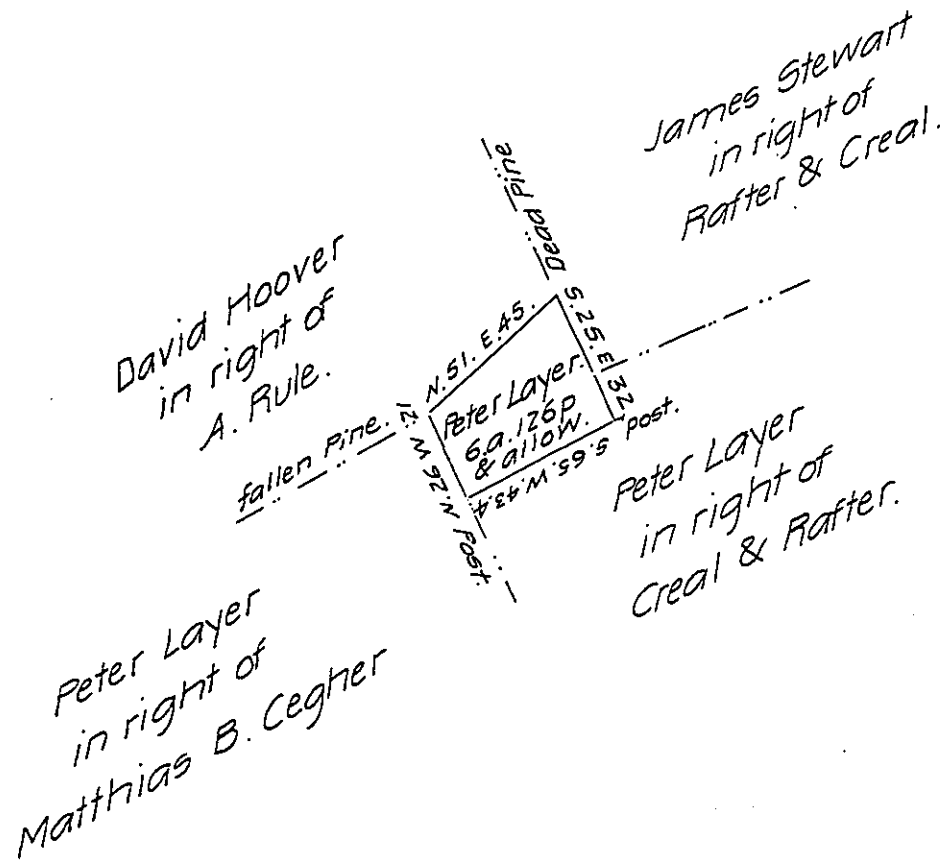 James Stewart
in right of
Rafter & Creal.
Dead Pine
David Hoover
in right of
A. Rule.
N.51. E.45.
S.25.E 32
Peter Layer.
6.a.126p
& allow.
fallen Pine.
N.26 W 21
S.65.W.43.4
Post.
Post.
Peter Layer
in right of
Creal & Rafter.
Peter Layer
in right of
Matthias B. Cegher